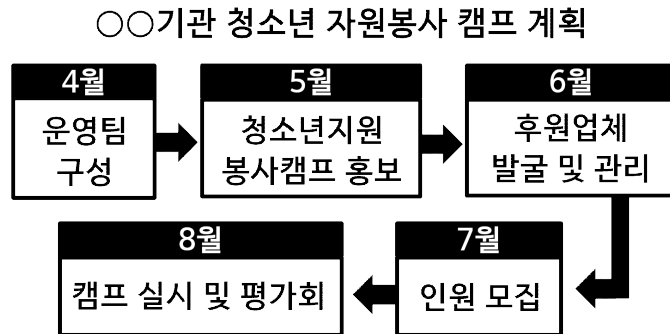 ○○기관 청소년 자원봉사 캠프 계획
4월
운영팀
구성
5월
청소년지원
봉사캠프 홍보
6월
후원업체
발굴 및 관리
7월
인원 모집
8월
캠프 실시 및 평가회